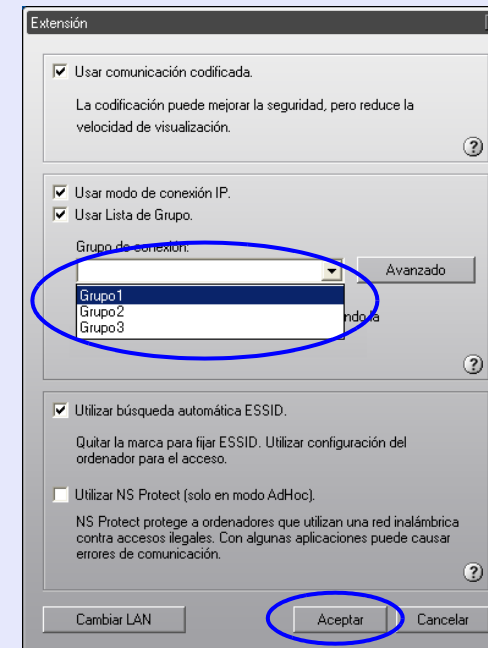 Extensión
Usar comunicación codificada.
La codificación puede mejorar la seguridad, pero reduce la
velocidad de visualización.
?
Usar modo de conexión IP.
Usar Lista de Grupo.
Grupo de conexión:
Avanzado
Grupo1
Grupo2
Grupo3
ndo la
?
Utilizar búsqueda automática ESSID.
Quitar la marca para fijar ESSID. Utilizar configuración del
ordenador para el acceso.
Utilizar NS Protect (solo en modo AdHoc).
NS Protect protege a ordenadores que utilizan una red inalámbrica
contra accesos ilegales. Con algunas aplicaciones puede causar
errores de comunicación.
?
Cambiar LAN Aceptar Cancelar